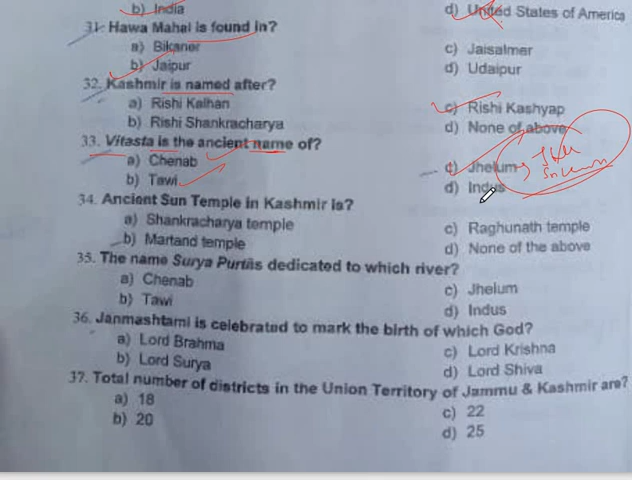 b) India
d) United States of America
31. Hawa Mahal is found in?
a) Bikaner
c) Jaisalmer
b) Jaipur
d) Udaipur
32. Kashmir is named after?
a) Rishi Kalhan
c) Rishi Kashyap
b) Rishi Shankracharya
d) None of above
33. Vitasta is the ancient name of?
a) Chenab
c) Jhelum
b) Tawi
d) Indus
34. Ancient Sun Temple in Kashmir is?
a) Shankracharya temple
c) Raghunath temple
b) Martand temple
d) None of the above
35. The name Surya Purtas dedicated to which river?
a) Chenab
c) Jhelum
b) Tawi
d) Indus
36. Janmashtami is celebrated to mark the birth of which God?
a) Lord Brahma
c) Lord Krishna
b) Lord Surya
d) Lord Shiva
37. Total number of districts in the Union Territory of Jammu & Kashmir are?
a) 18
c) 22
b) 20
d) 25